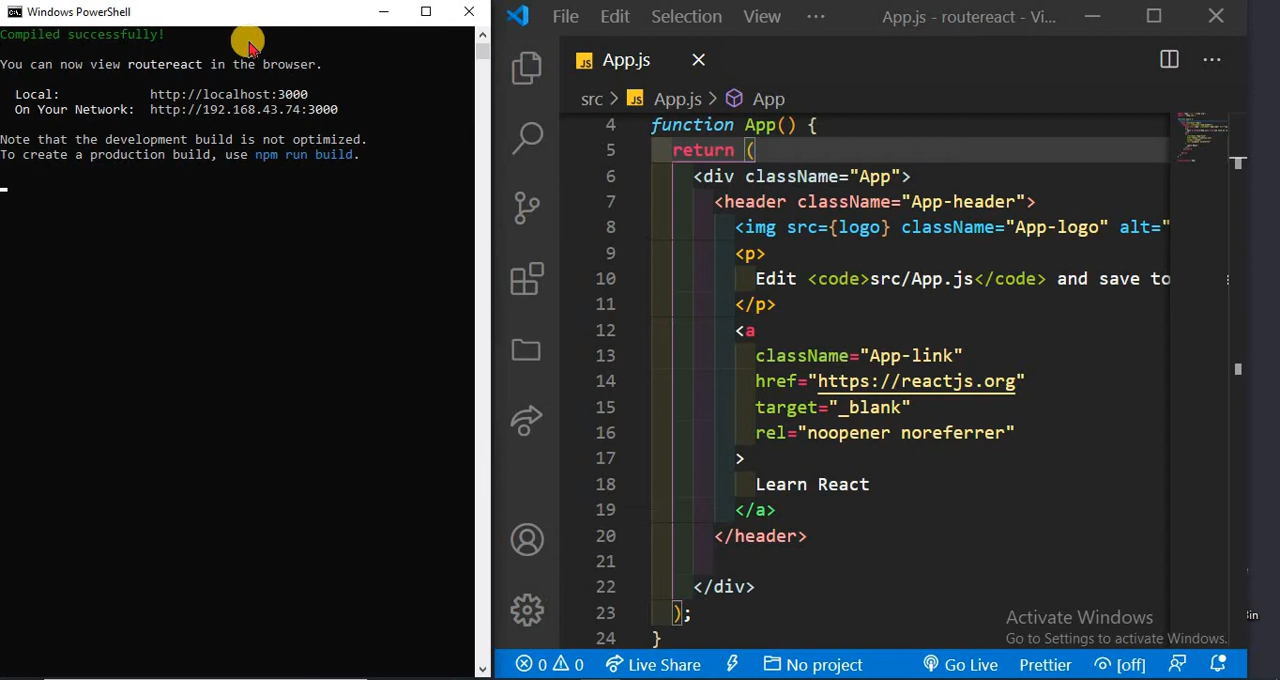 Windows PowerShell
Compiled successfully!
You can now view routereact in the browser.
Local: http://localhost:3000
On Your Network: http://192.168.43.74:3000
Note that the development build is not optimized.
To create a production build, use npm run build.
File Edit Selection View ··· App.js - routereact - Vi...
JS App.js
src > JS App.js > App
4 function App() {
5 return (
6 <div className="App">
7 <header className="App-header">
8 <img src={logo} className="App-logo" alt="
9 <p>
10 Edit <code>src/App.js</code> and save to
11 </p>
12 <a
13 className="App-link"
14 href="https://reactjs.org"
15 target="_blank"
16 rel="noopener noreferrer"
17 >
18 Learn React
19 </a>
20 </header>
21
22 </div>
23 );
24 }
Activate Windows
Go to Settings to activate Windows.
0 0 Live Share No project Go Live Prettier [off]